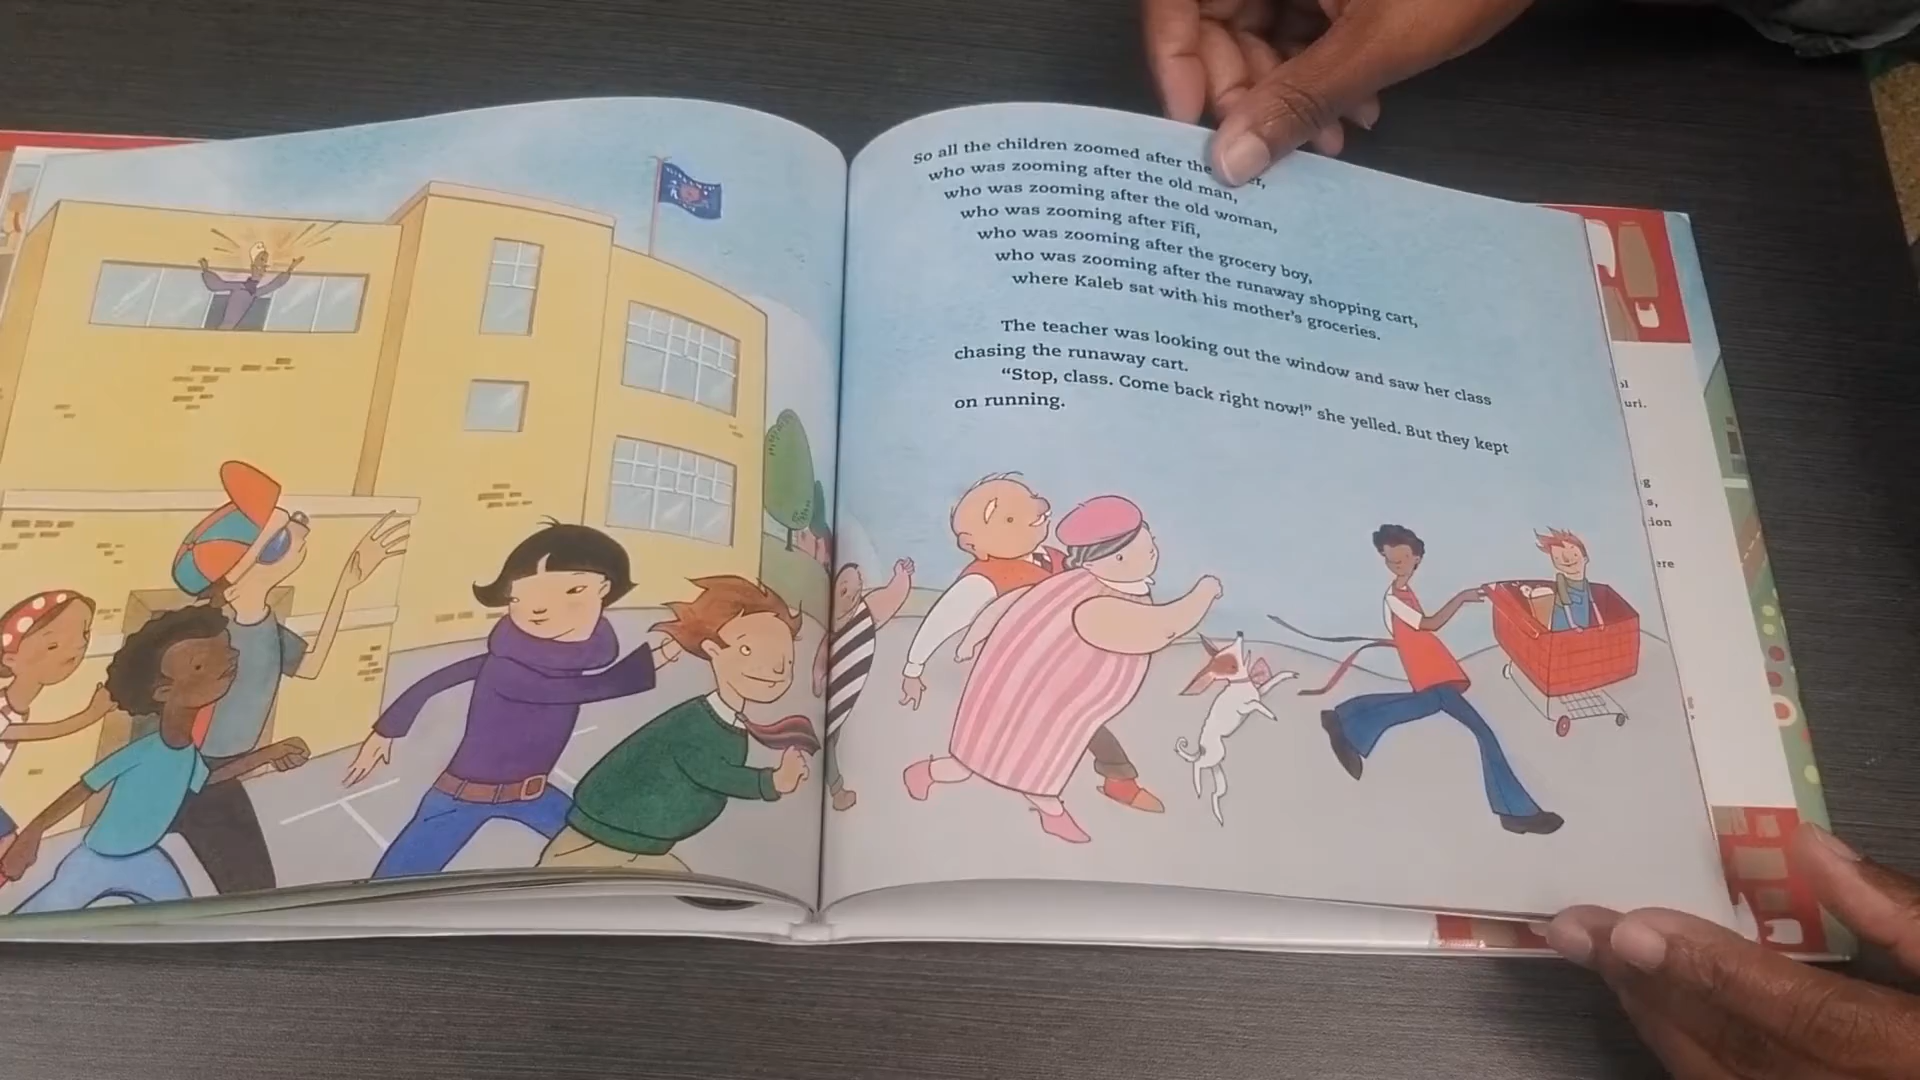 So all the children zoomed after the
who was zooming after the old man,
who was zooming after the old woman,
who was zooming after Fifi,
who was zooming after the grocery boy,
who was zooming after the runaway shopping cart,
where Kaleb sat with his mother's groceries.
The teacher was looking out the window and saw her class
chasing the runaway cart.
“Stop, class. Come back right now!” she yelled. But they kept
on running.
uri.
s,